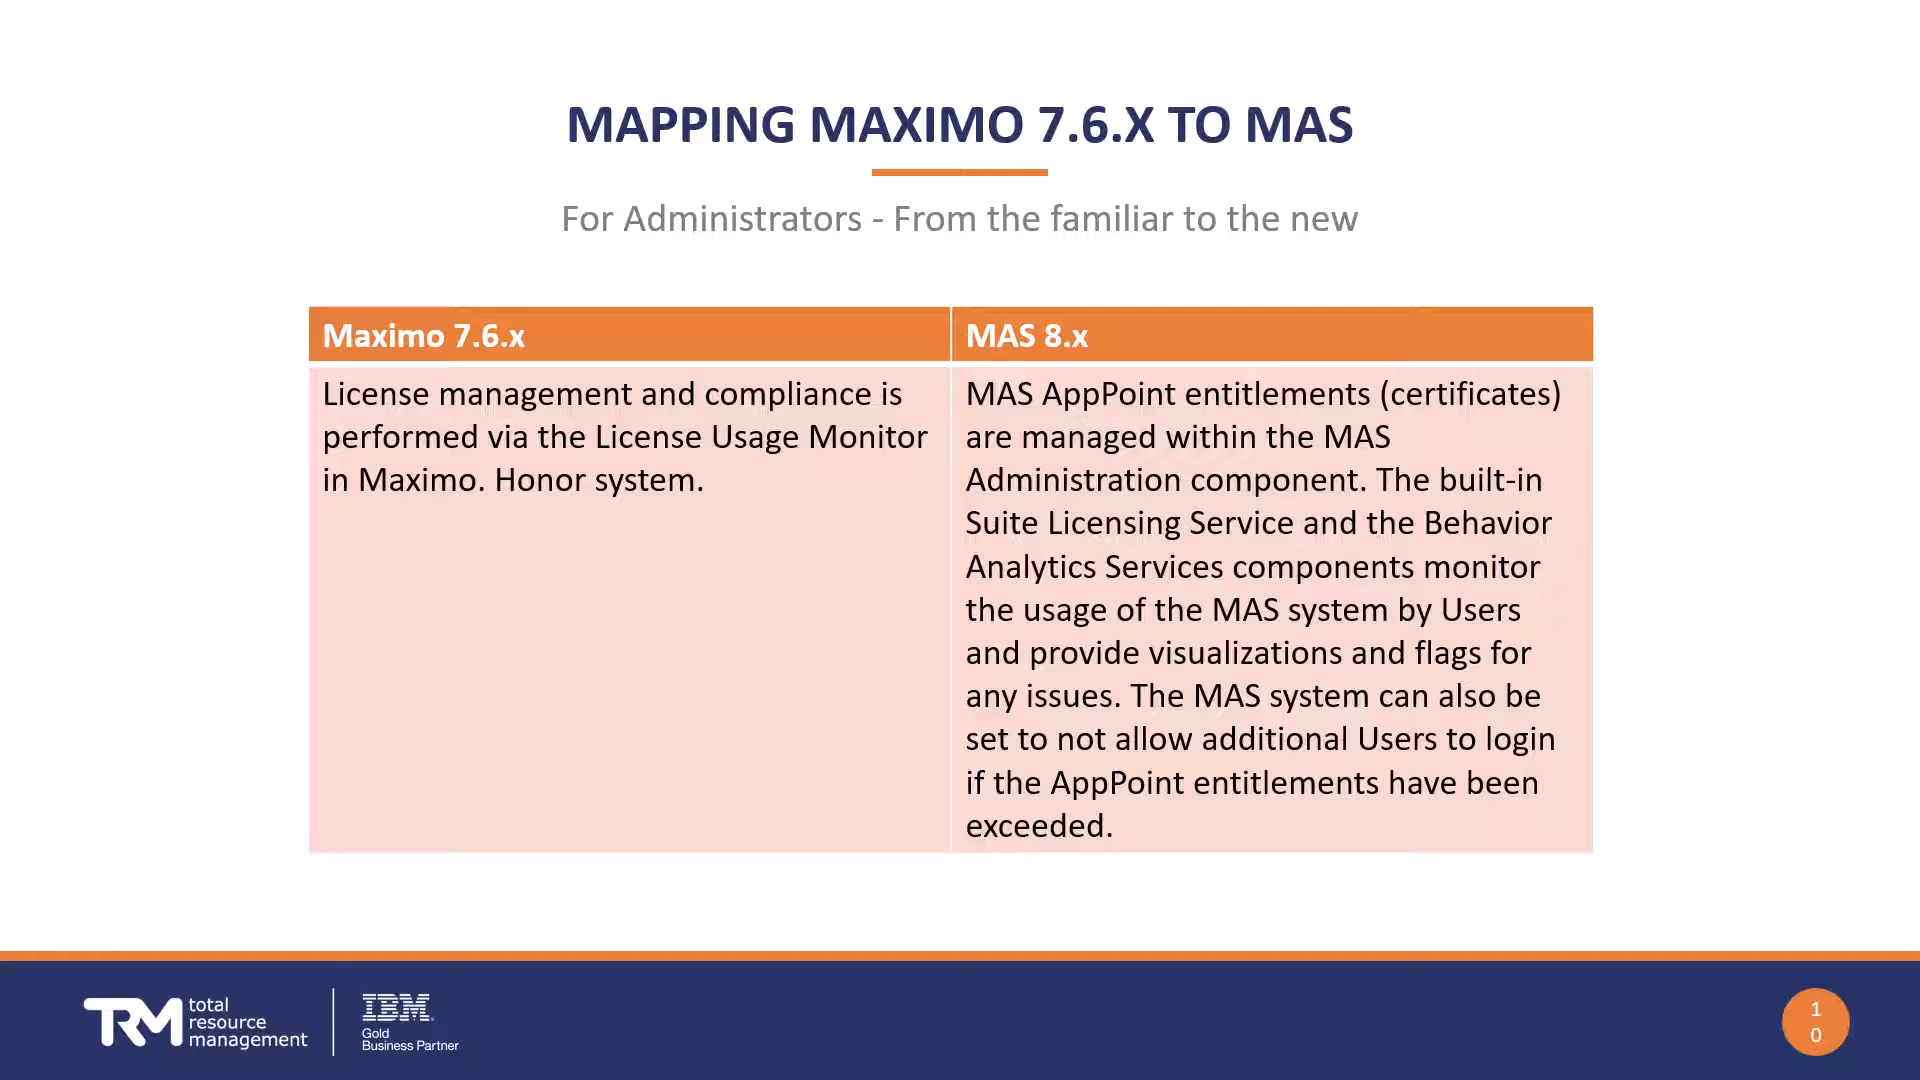 MAPPING MAXIMO 7.6.X TO MAS
For Administrators - From the familiar to the new
Maximo 7.6.x
License management and compliance is
performed via the License Usage Monitor
in Maximo. Honor system.
MAS 8.x
MAS AppPoint entitlements (certificates)
are managed within the MAS
Administration component. The built-in
Suite Licensing Service and the Behavior
Analytics Services components monitor
the usage of the MAS system by Users
and provide visualizations and flags for
any issues. The MAS system can also be
set to not allow additional Users to login
if the AppPoint entitlements have been
exceeded.
TRM
total
resource
management
IBM
Gold
Business Partner
1
0